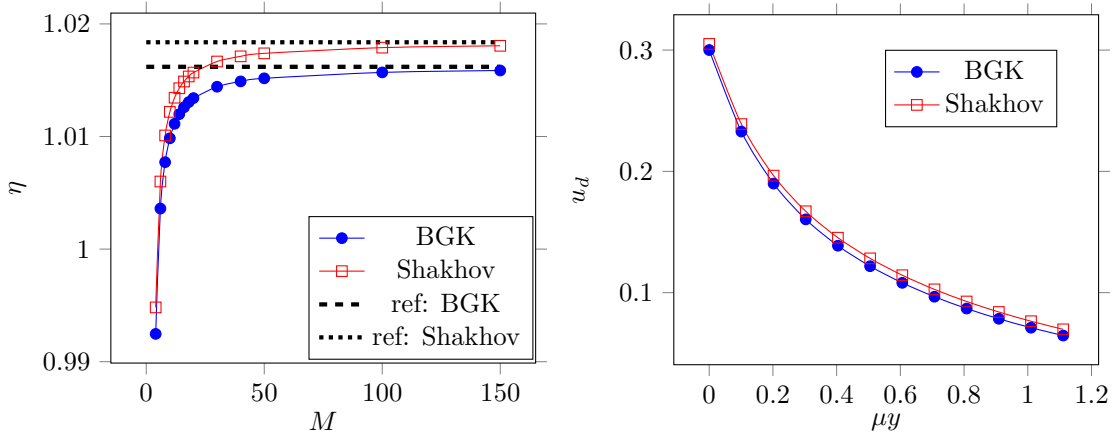 1.02
1.01
1
0.99
η
0
50
100
150
M
BGK
Shakhov
ref: BGK
ref: Shakhov
0.3
0.2
0.1
u_d
0
0.2
0.4
0.6
0.8
1
1.2
μy
BGK
Shakhov